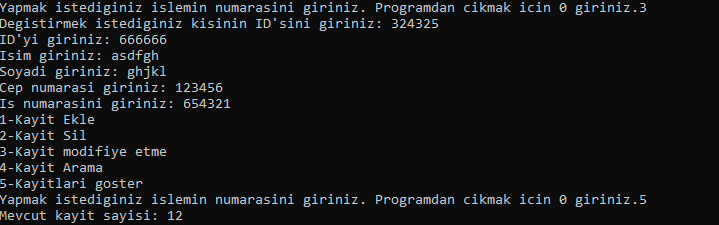 Yapmak istediginiz islemin numarasini giriniz. Programdan cikmak icin 0 giriniz.3
Degistirmek istediginiz kisinin ID'sini giriniz: 324325
ID'yi giriniz: 666666
Isim giriniz: asdfgh
Soyadi giriniz: ghjkl
Cep numarasi giriniz: 123456
Is numarasini giriniz: 654321
1-Kayit Ekle
2-Kayit Sil
3-Kayit modifiye etme
4-Kayit Arama
5-Kayitlari goster
Yapmak istediginiz islemin numarasini giriniz. Programdan cikmak icin 0 giriniz.5
Mevcut kayit sayisi: 12